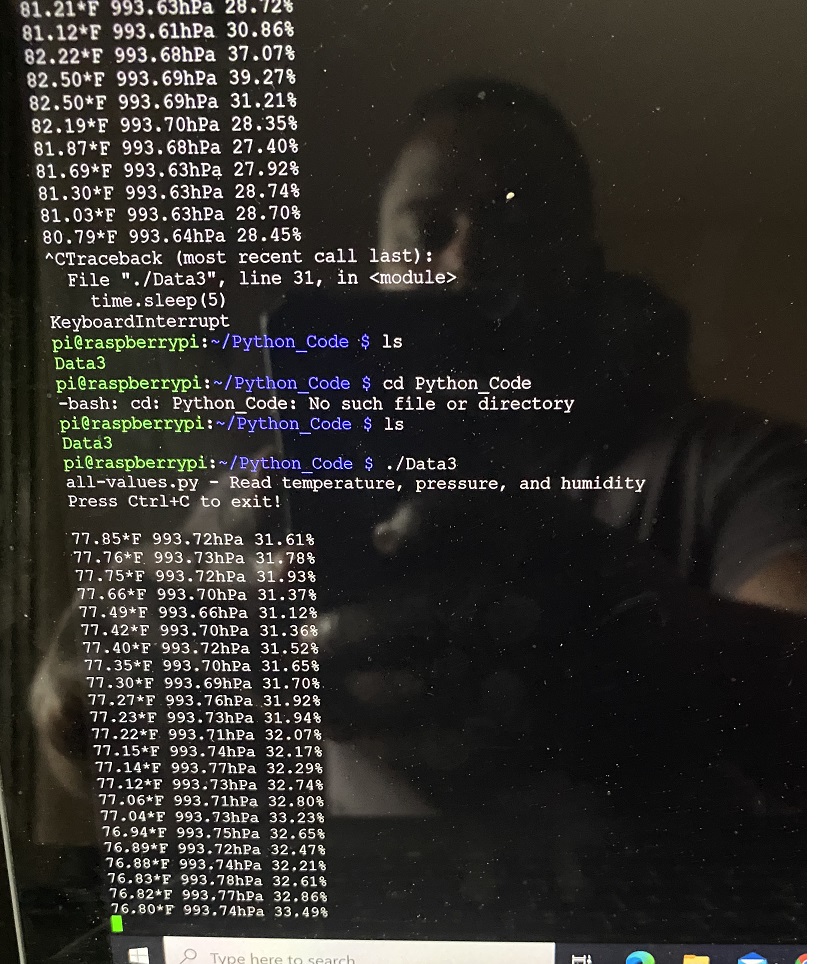 81.21*F 993.63hPa 28.72%
81.12*F 993.61hPa 30.86%
82.22*F 993.68hPa 37.07%
82.50*F 993.69hPa 39.27%
82.50*F 993.69hPa 31.21%
82.19*F 993.70hPa 28.35%
81.87*F 993.68hPa 27.40%
81.69*F 993.63hPa 27.92%
81.30*F 993.63hPa 28.74%
81.03*F 993.63hPa 28.70%
80.79*F 993.64hPa 28.45%
^CTraceback (most recent call last):
File "./Data3", line 31, in <module>
time.sleep(5)
KeyboardInterrupt
pi@raspberrypi:~/Python_Code $ ls
Data3
pi@raspberrypi:~/Python_Code $ cd Python_Code
-bash: cd: Python_Code: No such file or directory
pi@raspberrypi:~/Python_Code $ ls
Data3
pi@raspberrypi:~/Python_Code $ ./Data3
all-values.py - Read temperature, pressure, and humidity
Press Ctrl+C to exit!
77.85*F 993.72hPa 31.61%
77.76*F 993.73hPa 31.78%
77.75*F 993.72hPa 31.93%
77.66*F 993.70hPa 31.37%
77.49*F 993.66hPa 31.12%
77.42*F 993.70hPa 31.36%
77.40*F 993.72hPa 31.52%
77.35*F 993.70hPa 31.65%
77.30*F 993.69hPa 31.70%
77.27*F 993.76hPa 31.92%
77.23*F 993.73hPa 31.94%
77.22*F 993.71hPa 32.07%
77.15*F 993.74hPa 32.17%
77.14*F 993.77hPa 32.29%
77.12*F 993.73hPa 32.74%
77.06*F 993.71hPa 32.80%
77.04*F 993.73hPa 33.23%
76.94*F 993.75hPa 32.65%
76.89*F 993.72hPa 32.47%
76.88*F 993.74hPa 32.21%
76.83*F 993.78hPa 32.61%
76.82*F 993.77hPa 32.86%
76.80*F 993.74hPa 33.49%
Type here to search